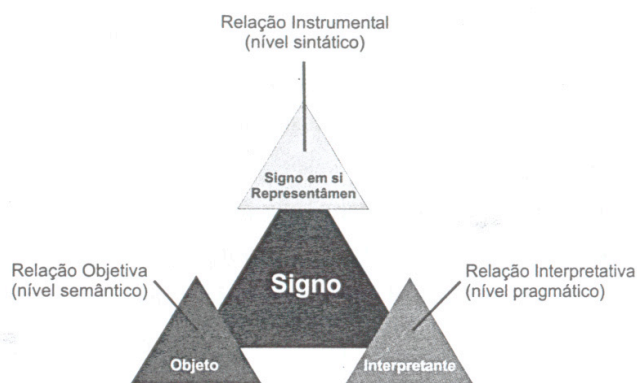 Relação Instrumental
(nível sintático)
Signo em si
Representâmen
Signo
Relação Objetiva
(nível semântico)
Relação Interpretativa
(nível pragmático)
Objeto
Interpretante